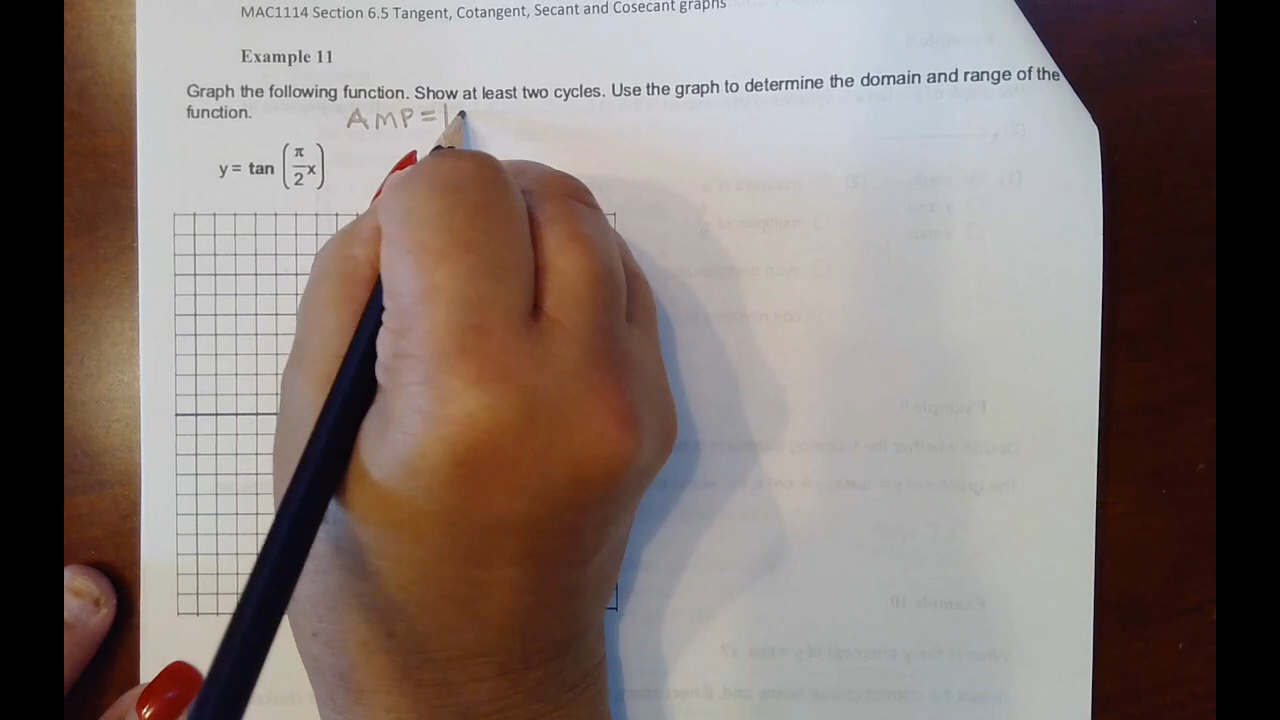 MAC1114 Section 6.5 Tangent, Cotangent, Secant and Cosecant graphs
Example 11
Graph the following function. Show at least two cycles. Use the graph to determine the domain and range of the
function.
AMP=1
y = tan (π/2 x)